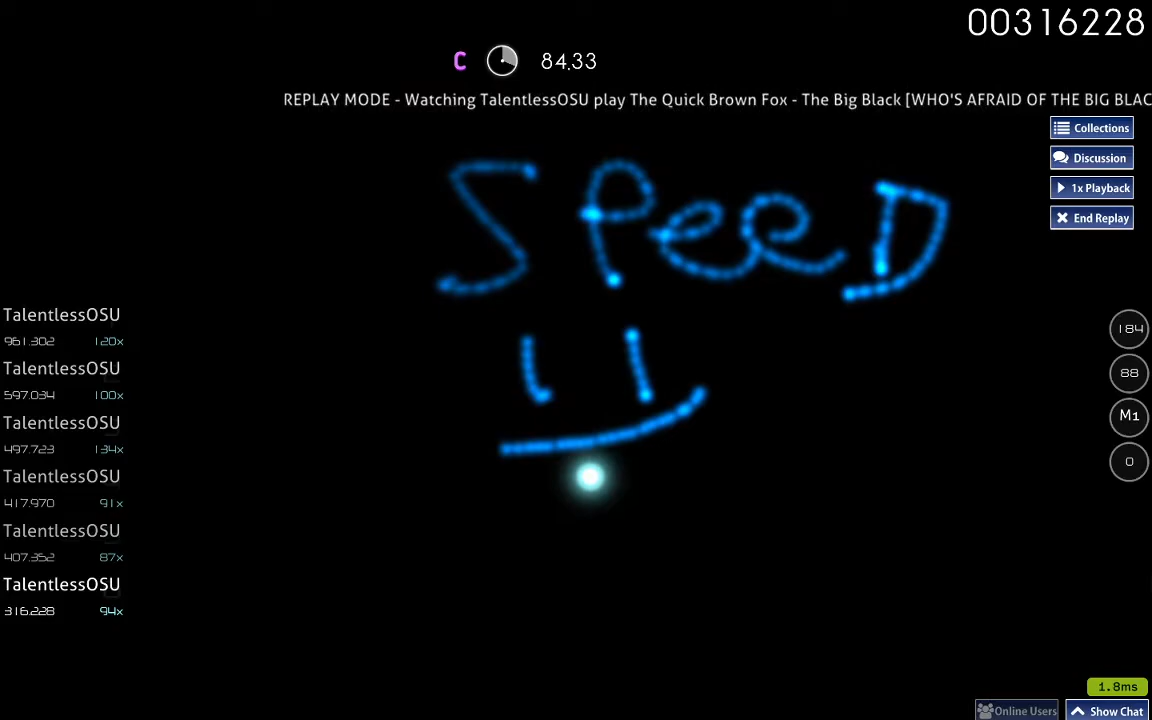 00316228
C 84.33
REPLAY MODE - Watching TalentlessOSU play The Quick Brown Fox - The Big Black [WHO'S AFRAID OF THE BIG BLAC
Collections
Discussion
1x Playback
End Replay
SPeeD
TalentlessOSU
961.302 120x
TalentlessOSU
597.034 100x
TalentlessOSU
497.723 134x
TalentlessOSU
417.970 91x
TalentlessOSU
407.352 87x
TalentlessOSU
316.228 94x
184
88
M1
0
1.8ms
Online Users
Show Chat